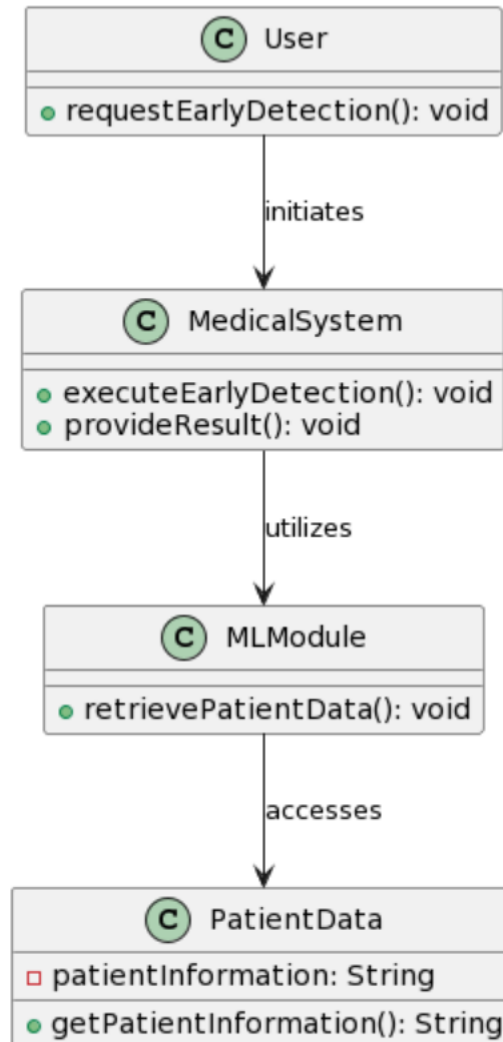 C User
requestEarlyDetection(): void
initiates
C MedicalSystem
executeEarlyDetection(): void
provideResult(): void
utilizes
C MLModule
retrievePatientData(): void
accesses
C PatientData
patientInformation: String
getPatientInformation(): String